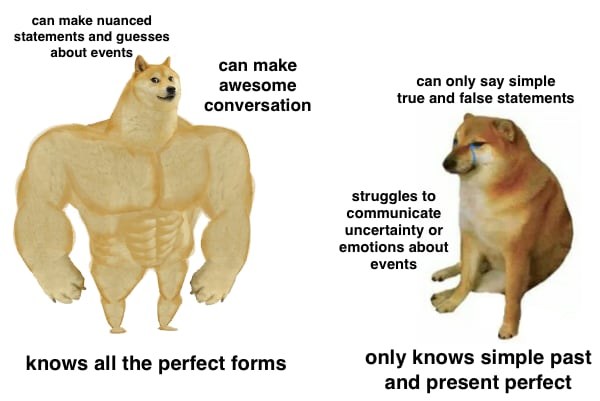 can make nuanced
statements and guesses
about events
can make
awesome
conversation
knows all the perfect forms
can only say simple
true and false statements
struggles to
communicate
uncertainty or
emotions about
events
only knows simple past
and present perfect